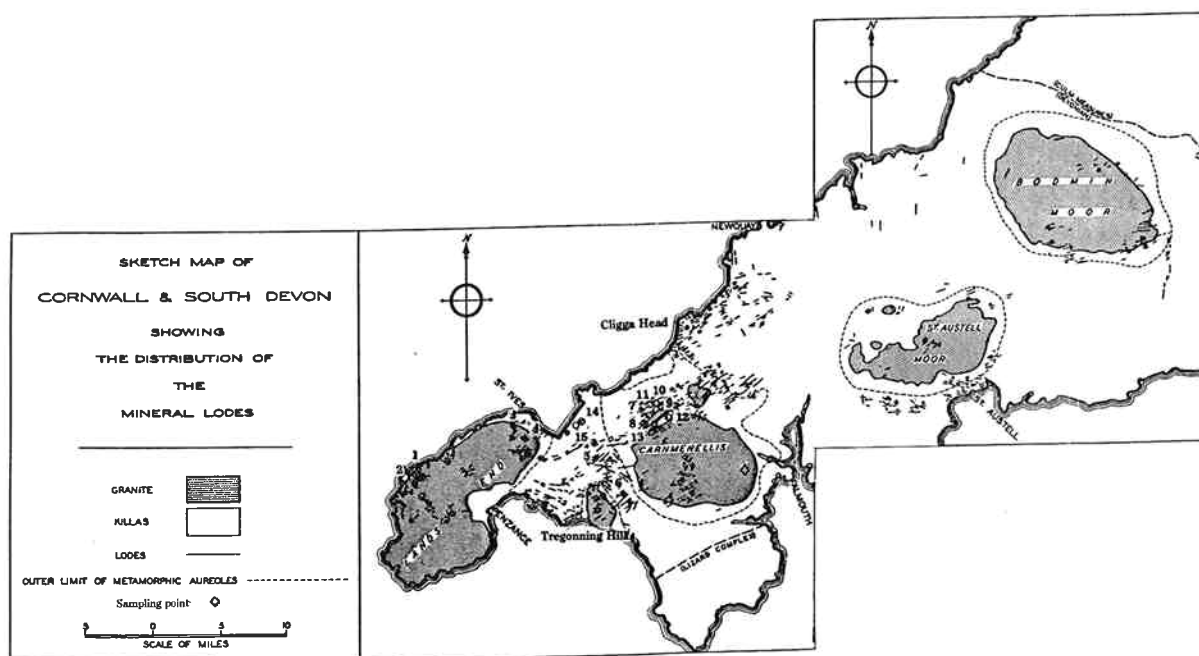 SKETCH MAP OF
CORNWALL & SOUTH DEVON
SHOWING
THE DISTRIBUTION OF
THE
MINERAL LODES
GRANITE
KILLAS
LODES
OUTER LIMIT OF METAMORPHIC AUREOLES
Sampling point
5 0 5 10
SCALE OF MILES
N
N
(CULM MEASURES)
(DEVONIAN)
BODMIN
MOOR
NEWQUAY
Cligga Head
ST. AUSTELL
MOOR
ST. AUSTELL
ST. IVES
14
15
11
10
7
9
8
12
13
CARNMENELLIS
FALMOUTH
1
2
3
4
5
6
LANDS
END
PENZANCE
Tregonning Hill
(LIZARD COMPLEX)